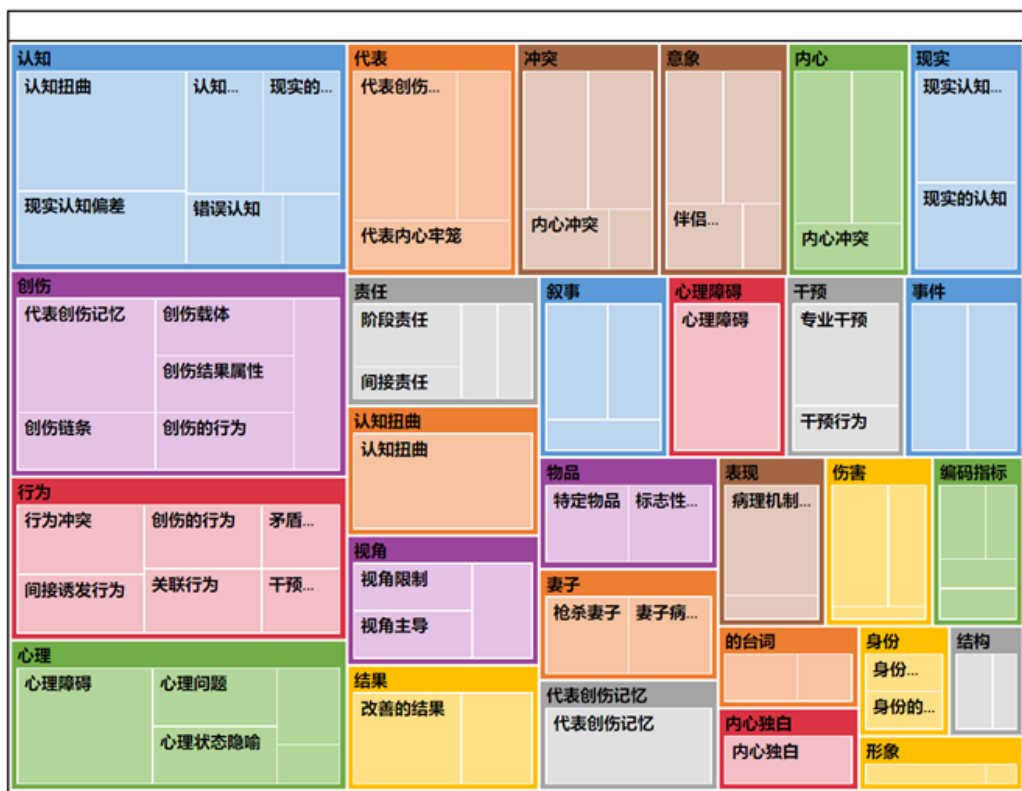 认知
认知扭曲
认知...
现实的...
现实认知偏差
错误认知
创伤
代表创伤记忆
创伤载体
创伤结果属性
创伤链条
创伤的行为
行为
行为冲突
创伤的行为
矛盾...
间接诱发行为
关联行为
干预...
心理
心理障碍
心理问题
心理状态隐喻
代表
代表创伤...
代表内心牢笼
冲突
内心冲突
意象
伴侣...
内心
内心冲突
现实
现实认知...
现实的认知
责任
阶段责任
间接责任
认知扭曲
认知扭曲
视角
视角限制
视角主导
结果
改善的结果
叙事
心理障碍
心理障碍
干预
专业干预
干预行为
事件
物品
特定物品
标志性...
妻子
枪杀妻子
妻子病...
代表创伤记忆
代表创伤记忆
表现
病理机制...
伤害
编码指标
的台词
内心独白
内心独白
身份
身份...
身份的...
结构
形象